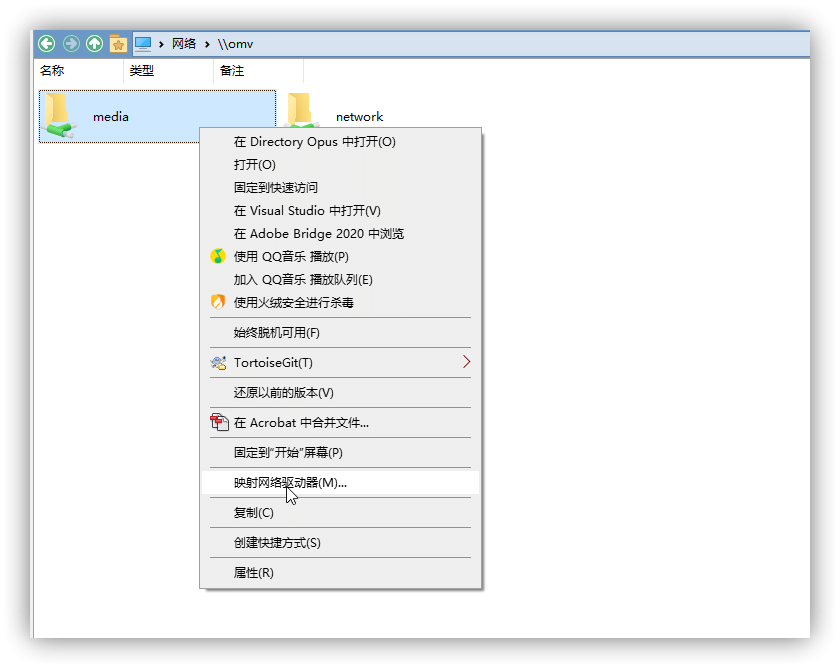 网络 › \\omv
名称 类型 备注
media network
在 Directory Opus 中打开(O)
打开(O)
固定到快速访问
在 Visual Studio 中打开(V)
在 Adobe Bridge 2020 中浏览
使用 QQ音乐 播放(P)
加入 QQ音乐 播放队列(E)
使用火绒安全进行杀毒
始终脱机可用(F)
TortoiseGit(T)
还原以前的版本(V)
在 Acrobat 中合并文件...
固定到"开始"屏幕(P)
映射网络驱动器(M)...
复制(C)
创建快捷方式(S)
属性(R)